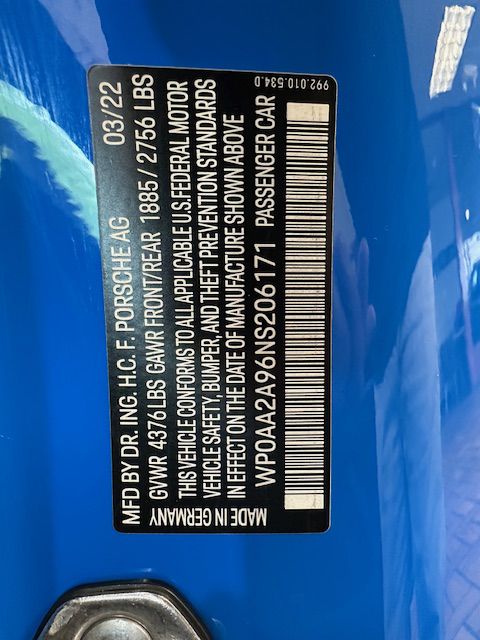 MFD BY DR. ING. H.C. F. PORSCHE AG 03/22
GVWR 4376 LBS GAWR FRONT/REAR 1885 / 2756 LBS
THIS VEHICLE CONFORMS TO ALL APPLICABLE U.S.FEDERAL MOTOR
VEHICLE SAFETY, BUMPER, AND THEFT PREVENTION STANDARDS
IN EFFECT ON THE DATE OF MANUFACTURE SHOWN ABOVE
WP0AA2A96NS206171 PASSENGER CAR
MADE IN GERMANY
992.010.534.D